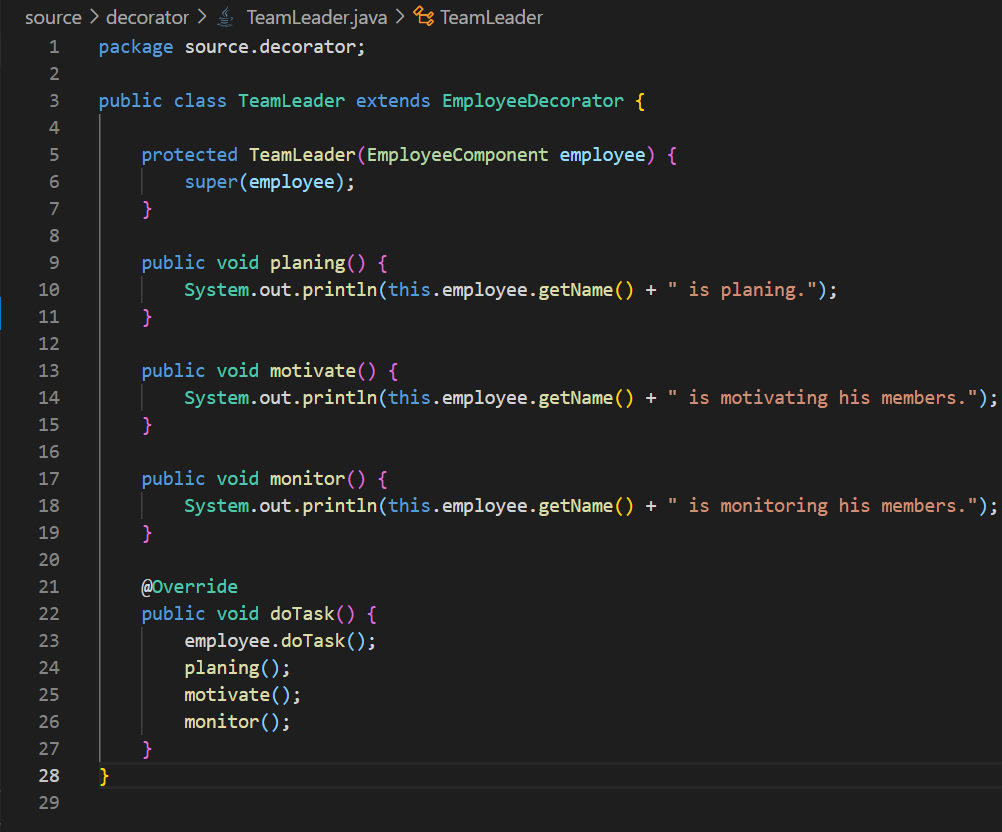 source > decorator > TeamLeader.java > TeamLeader
1 package source.decorator;
2
3 public class TeamLeader extends EmployeeDecorator {
4
5     protected TeamLeader(EmployeeComponent employee) {
6         super(employee);
7     }
8
9     public void planing() {
10         System.out.println(this.employee.getName() + " is planing.");
11     }
12
13     public void motivate() {
14         System.out.println(this.employee.getName() + " is motivating his members.");
15     }
16
17     public void monitor() {
18         System.out.println(this.employee.getName() + " is monitoring his members.");
19     }
20
21     @Override
22     public void doTask() {
23         employee.doTask();
24         planing();
25         motivate();
26         monitor();
27     }
28 }
29